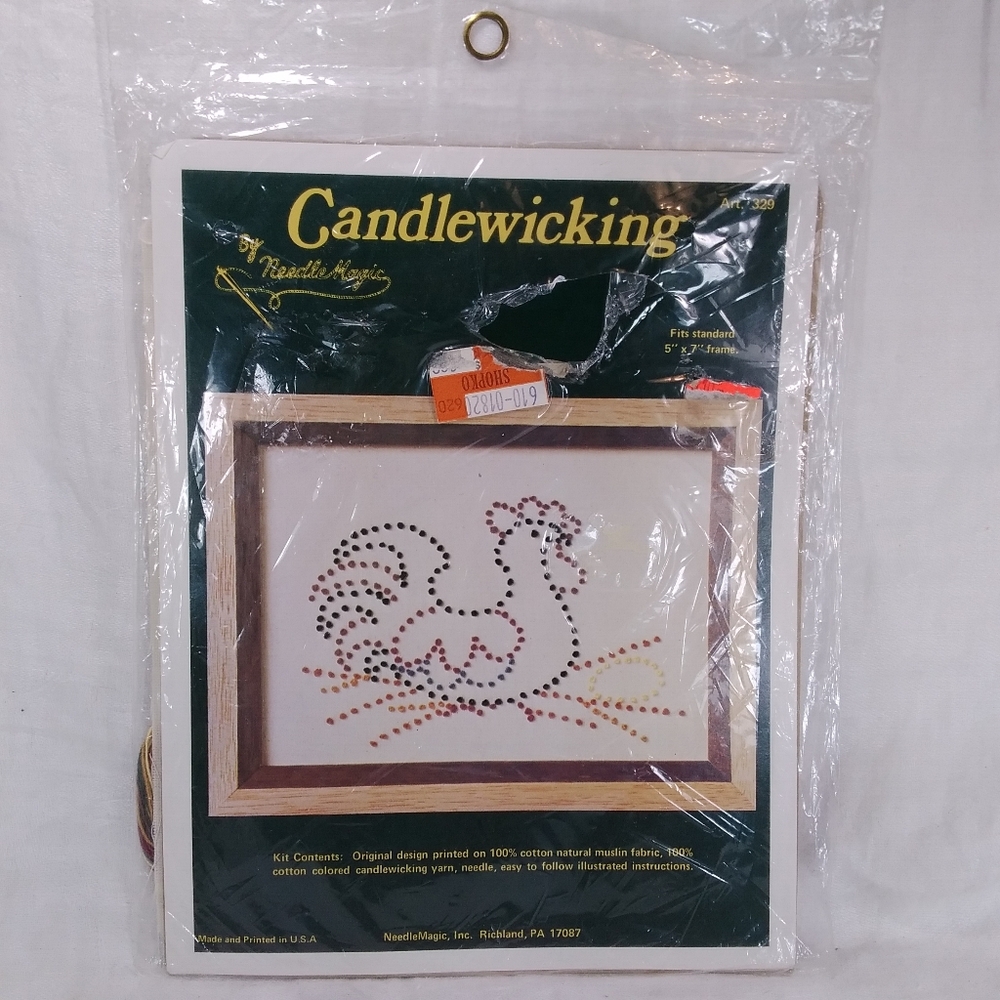 Candlewicking
Art. 329
by
NeedleMagic
Fits standard
5" x 7" frame.
SHOPKO
610-0182
620
Kit Contents: Original design printed on 100% cotton natural muslin fabric, 100%
cotton colored candlewicking yarn, needle, easy to follow illustrated instructions.
Made and Printed in U.S.A
NeedleMagic, Inc. Richland, PA 17087